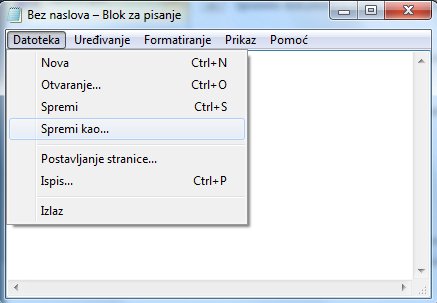 Bez naslova – Blok za pisanje
Datoteka Uređivanje Formatiranje Prikaz Pomoć
Nova Ctrl+N
Otvaranje... Ctrl+O
Spremi Ctrl+S
Spremi kao...
Postavljanje stranice...
Ispis... Ctrl+P
Izlaz